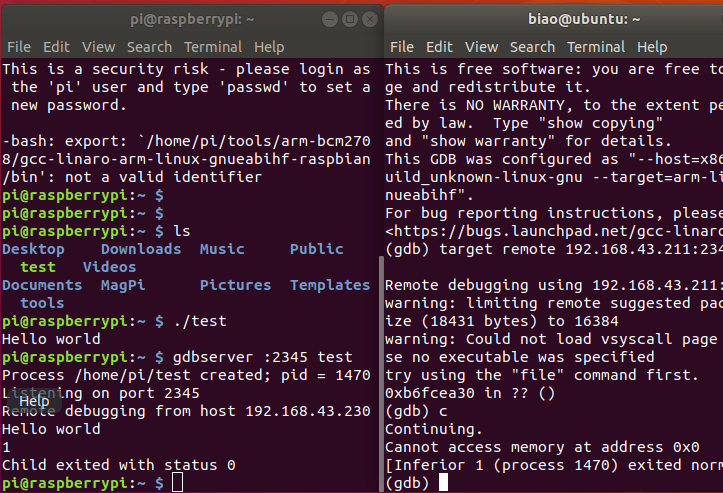 pi@raspberrypi: ~
File Edit View Search Terminal Help
This is a security risk - please login as
 the 'pi' user and type 'passwd' to set a
 new password.
-bash: export: `/home/pi/tools/arm-bcm270
8/gcc-linaro-arm-linux-gnueabihf-raspbian
/bin': not a valid identifier
pi@raspberrypi:~ $
pi@raspberrypi:~ $
pi@raspberrypi:~ $ ls
Desktop Downloads Music Public
 test Videos
Documents MagPi Pictures Templates
 tools
pi@raspberrypi:~ $ ./test
Hello world
pi@raspberrypi:~ $ gdbserver :2345 test
Process /home/pi/test created; pid = 1470
Listening on port 2345
Help
Remote debugging from host 192.168.43.230
Hello world
1
Child exited with status 0
pi@raspberrypi:~ $
biao@ubuntu: ~
File Edit View Search Terminal Help
This is free software: you are free to
ge and redistribute it.
There is NO WARRANTY, to the extent pe
ed by law.  Type "show copying"
and "show warranty" for details.
This GDB was configured as "--host=x86
uild_unknown-linux-gnu --target=arm-li
nueabihf".
For bug reporting instructions, please
<https://bugs.launchpad.net/gcc-linaro
(gdb) target remote 192.168.43.211:234
Remote debugging using 192.168.43.211:
warning: limiting remote suggested pac
ize (18431 bytes) to 16384
warning: Could not load vsyscall page
se no executable was specified
try using the "file" command first.
0xb6fcea30 in ?? ()
(gdb) c
Continuing.
Cannot access memory at address 0x0
[Inferior 1 (process 1470) exited norm
(gdb)